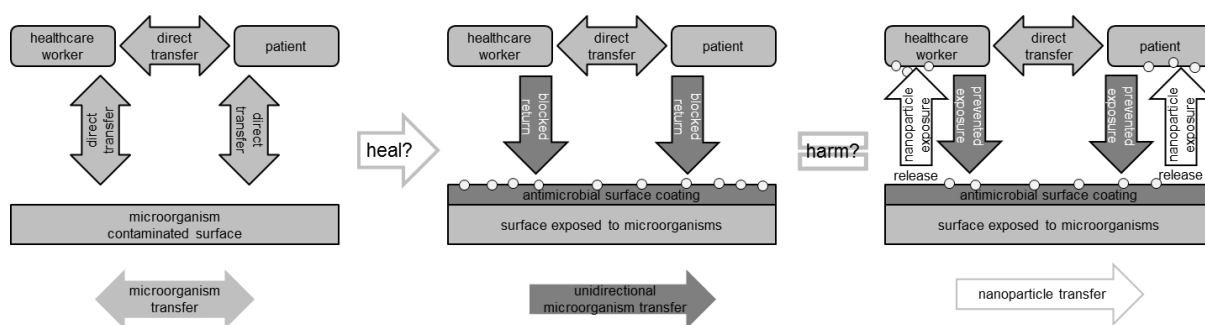 healthcare
worker
direct
transfer
patient
direct
transfer
direct
transfer
microorganism
contaminated surface
microorganism
transfer
heal?
healthcare
worker
direct
transfer
patient
blocked
return
blocked
return
antimicrobial surface coating
surface exposed to microorganisms
unidirectional
microorganism transfer
harm?
healthcare
worker
direct
transfer
patient
nanoparticle
exposure
prevented
exposure
prevented
exposure
nanoparticle
exposure
release
release
antimicrobial surface coating
surface exposed to microorganisms
nanoparticle transfer